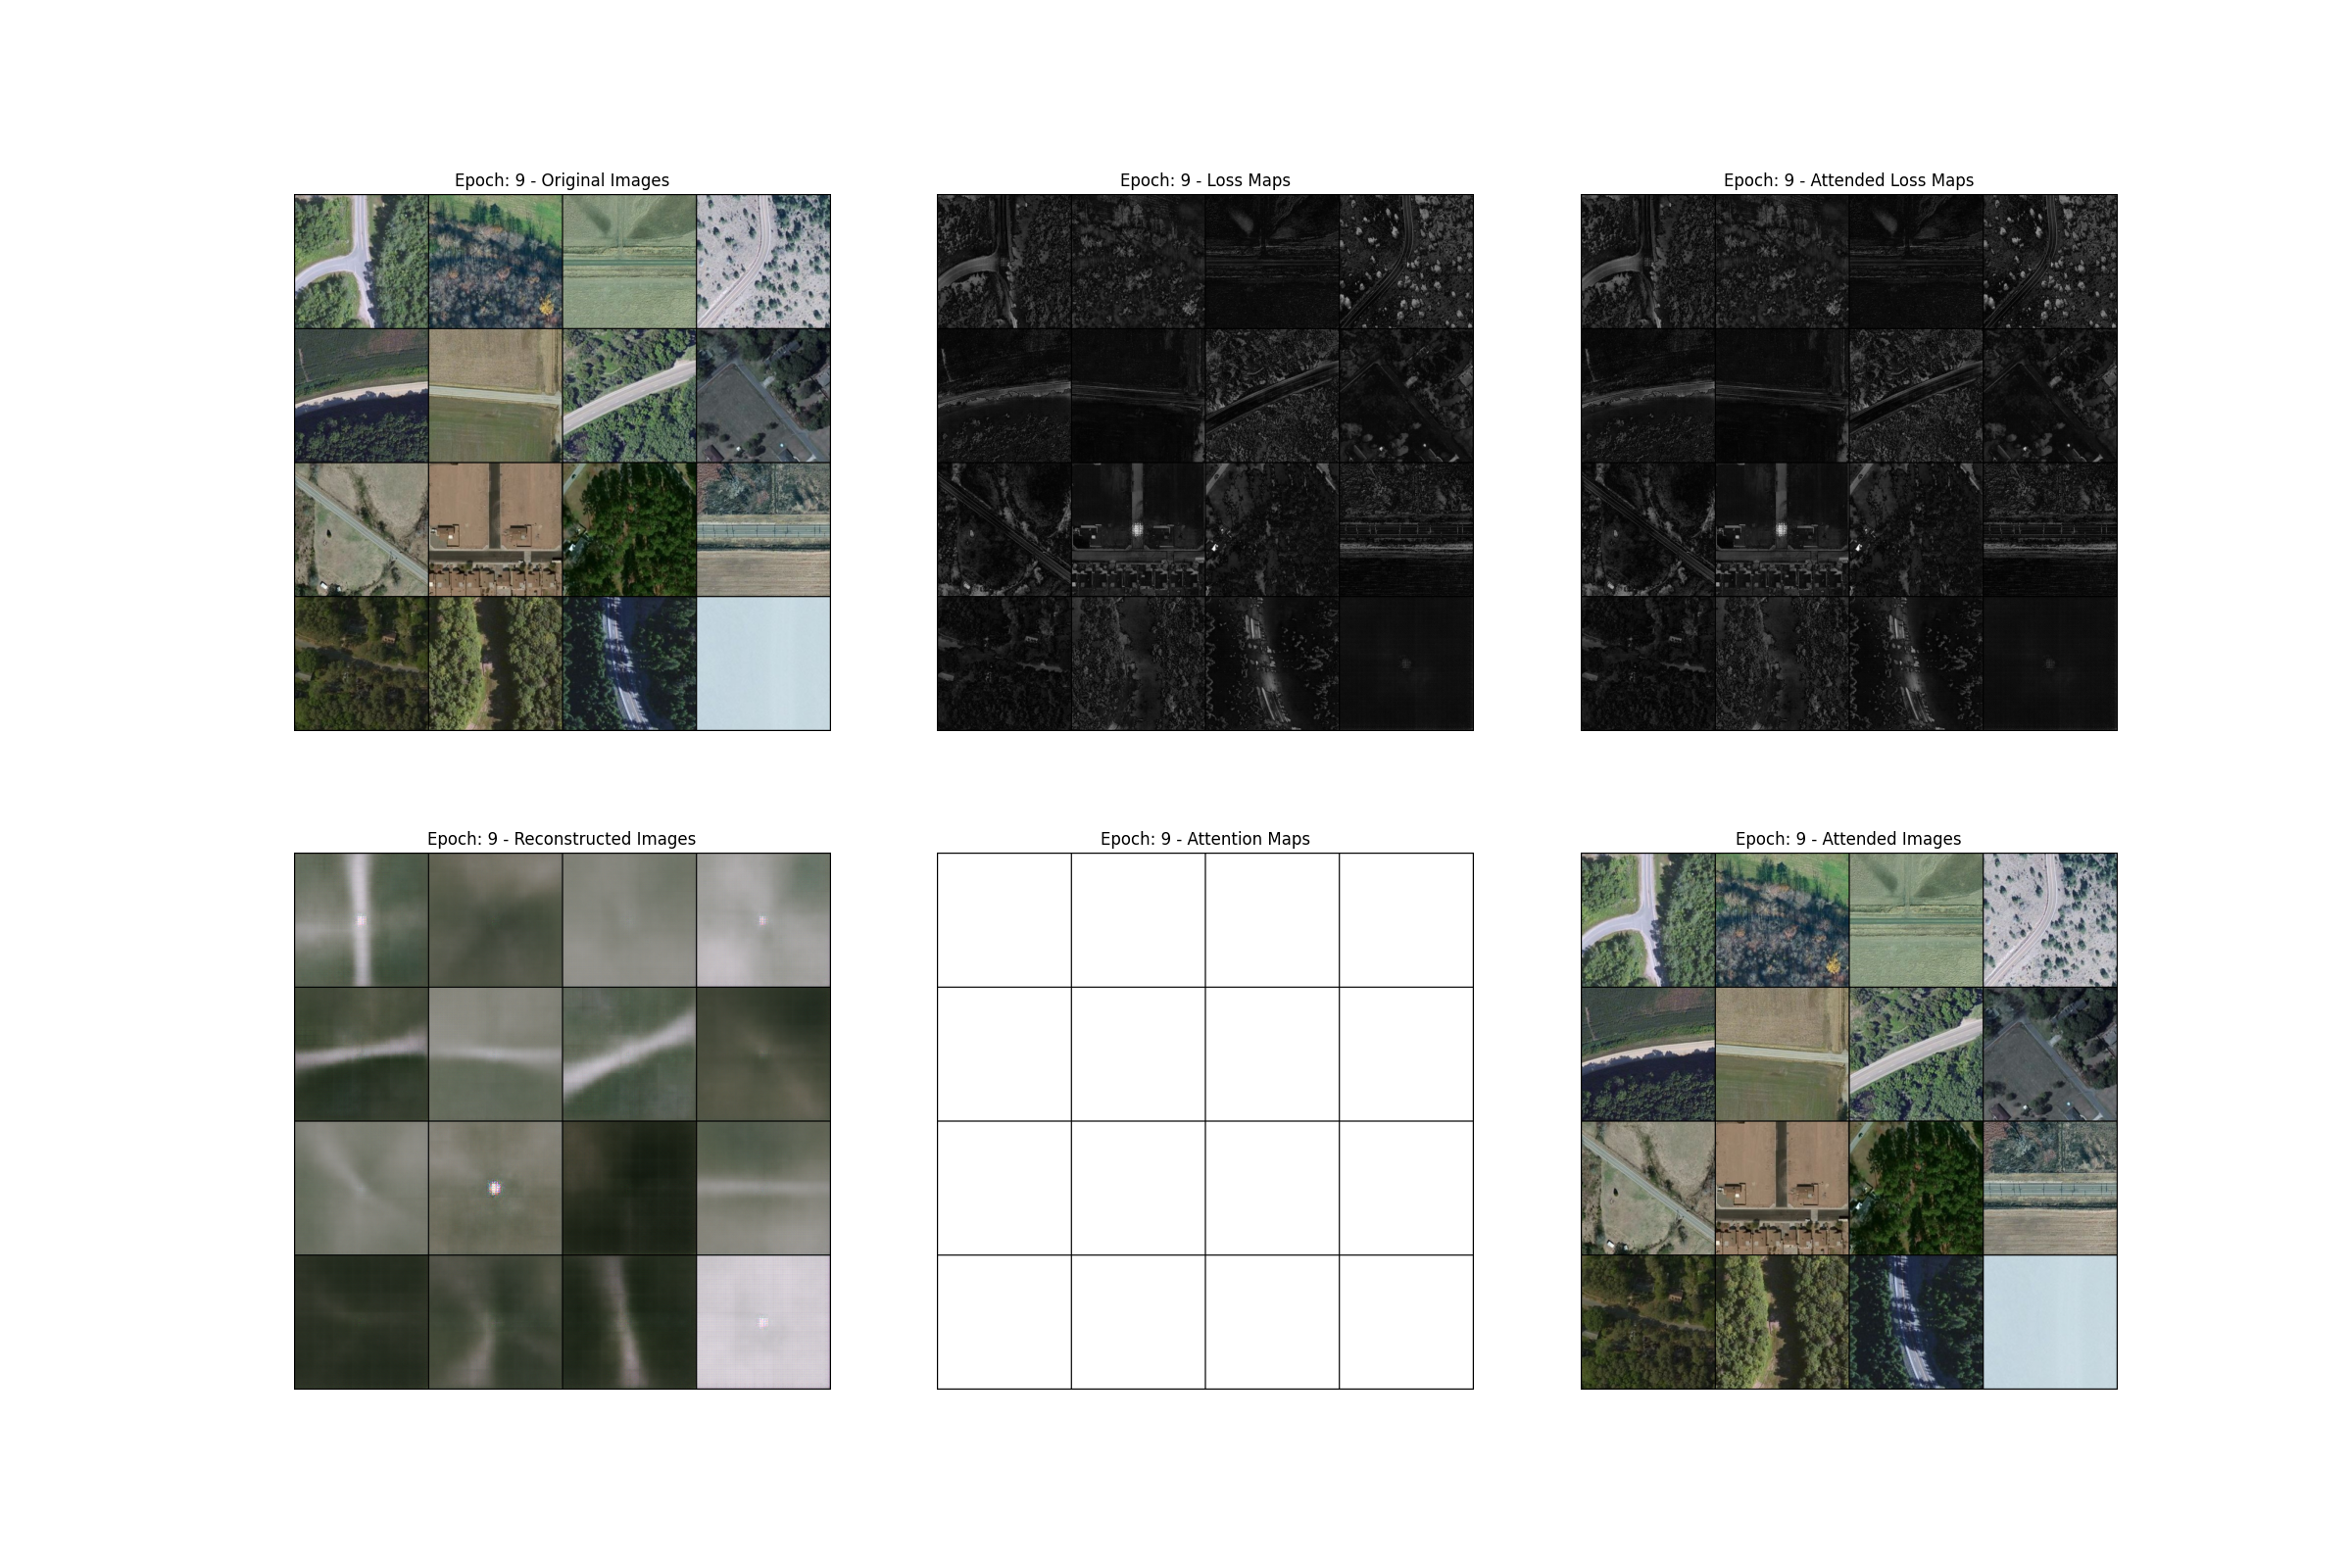 Epoch: 9 - Original Images
Epoch: 9 - Loss Maps
Epoch: 9 - Attended Loss Maps
Epoch: 9 - Reconstructed Images
Epoch: 9 - Attention Maps
Epoch: 9 - Attended Images